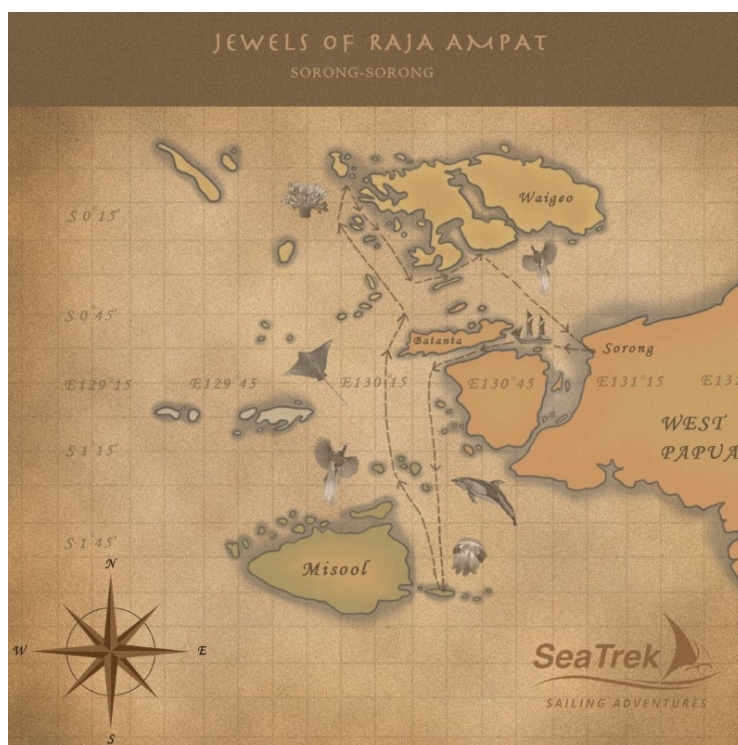 JEWELS OF RAJA AMPAT
SORONG-SORONG
Waigeo
S 0°15'
S 0°45'
Batanta
Sorong
E129°15
E129°45
E130°15
E130°45
E131°15
E131
WEST
PAPUA
S 1°15'
S 1°45'
Misool
N
W
E
S
SeaTrek
SAILING ADVENTURES